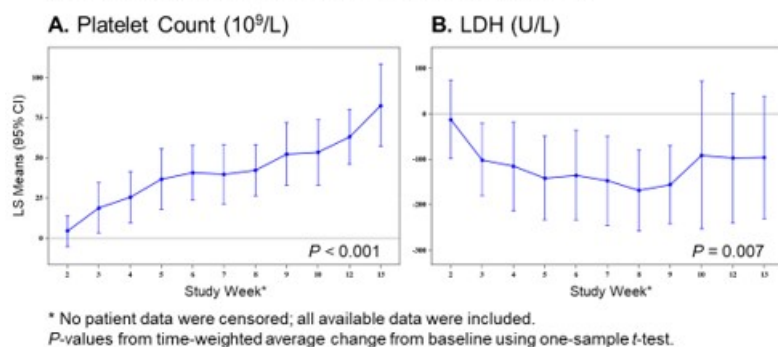 A. Platelet Count (10⁹/L)
B. LDH (U/L)
LS Means (95% CI)
100
75
50
25
0
P < 0.001
2 3 4 5 6 7 8 9 10 12 15
Study Week*
100
0
-100
-200
-300
P = 0.007
2 3 4 5 6 7 8 9 10 12 13
Study Week*
* No patient data were censored; all available data were included.
P-values from time-weighted average change from baseline using one-sample t-test.